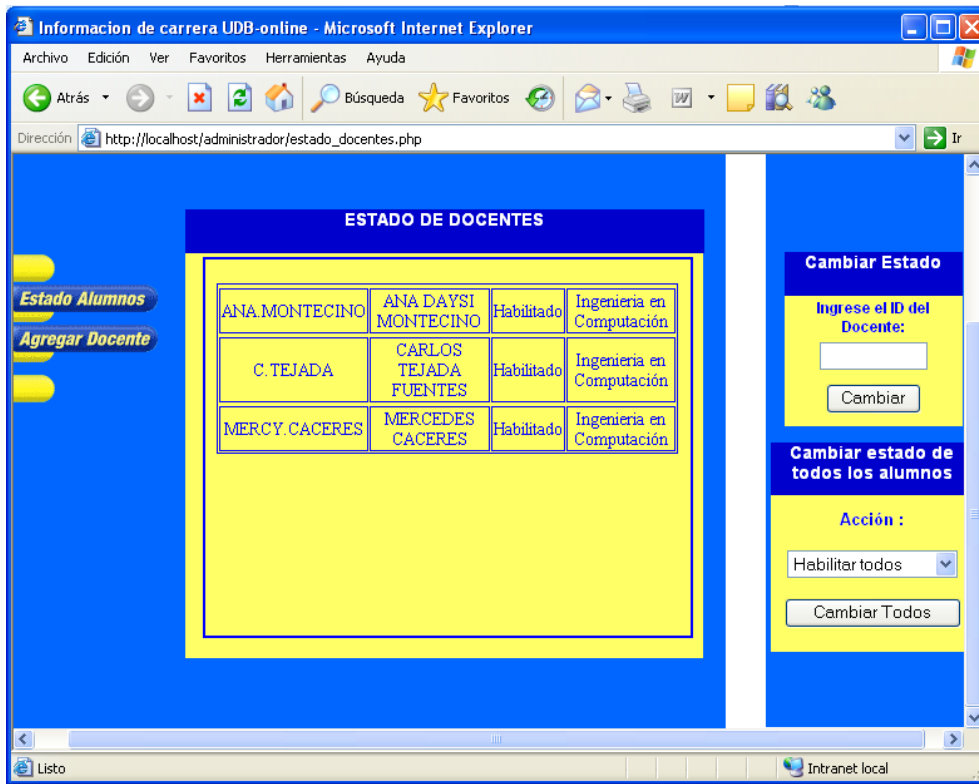 Informacion de carrera UDB-online - Microsoft Internet Explorer
Archivo Edición Ver Favoritos Herramientas Ayuda
Atrás Búsqueda Favoritos
Dirección http://localhost/administrador/estado_docentes.php Ir
ESTADO DE DOCENTES
Estado Alumnos
Agregar Docente
ANA.MONTECINO
ANA DAYSI
MONTECINO
Habilitado
Ingenieria en
Computación
C.TEJADA
CARLOS
TEJADA
FUENTES
Habilitado
Ingenieria en
Computación
MERCY.CACERES
MERCEDES
CACERES
Habilitado
Ingenieria en
Computación
Cambiar Estado
Ingrese el ID del
Docente:
Cambiar
Cambiar estado de
todos los alumnos
Acción :
Habilitar todos
Cambiar Todos
Listo
Intranet local